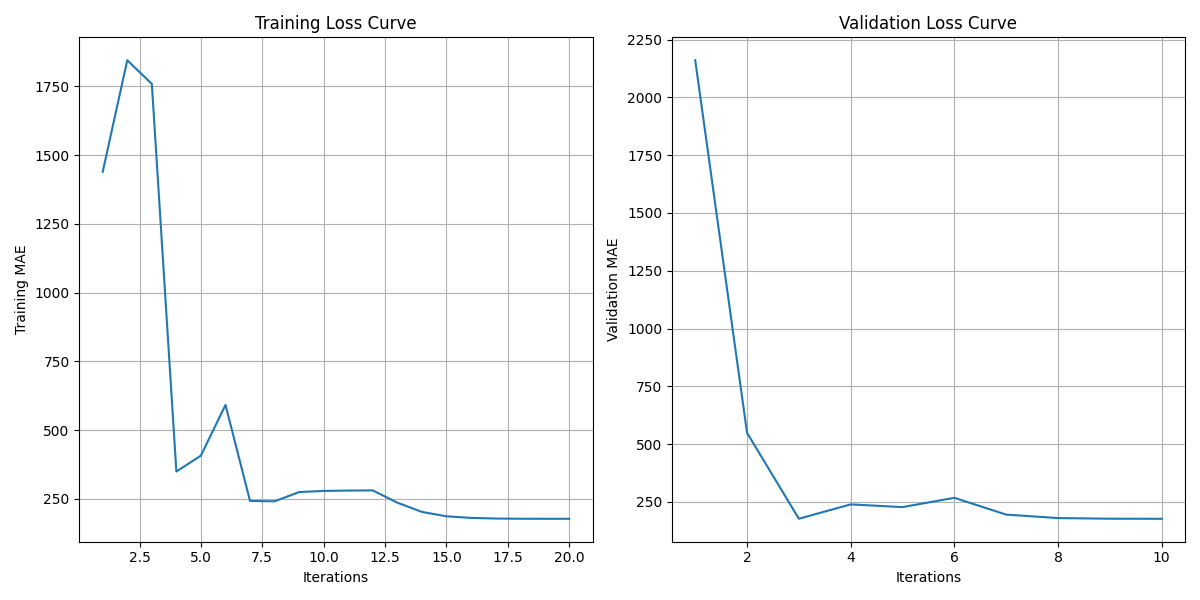 Training Loss Curve
Training MAE
1750
1500
1250
1000
750
500
250
2.5 5.0 7.5 10.0 12.5 15.0 17.5 20.0
Iterations
Validation Loss Curve
Validation MAE
2250
2000
1750
1500
1250
1000
750
500
250
2 4 6 8 10
Iterations